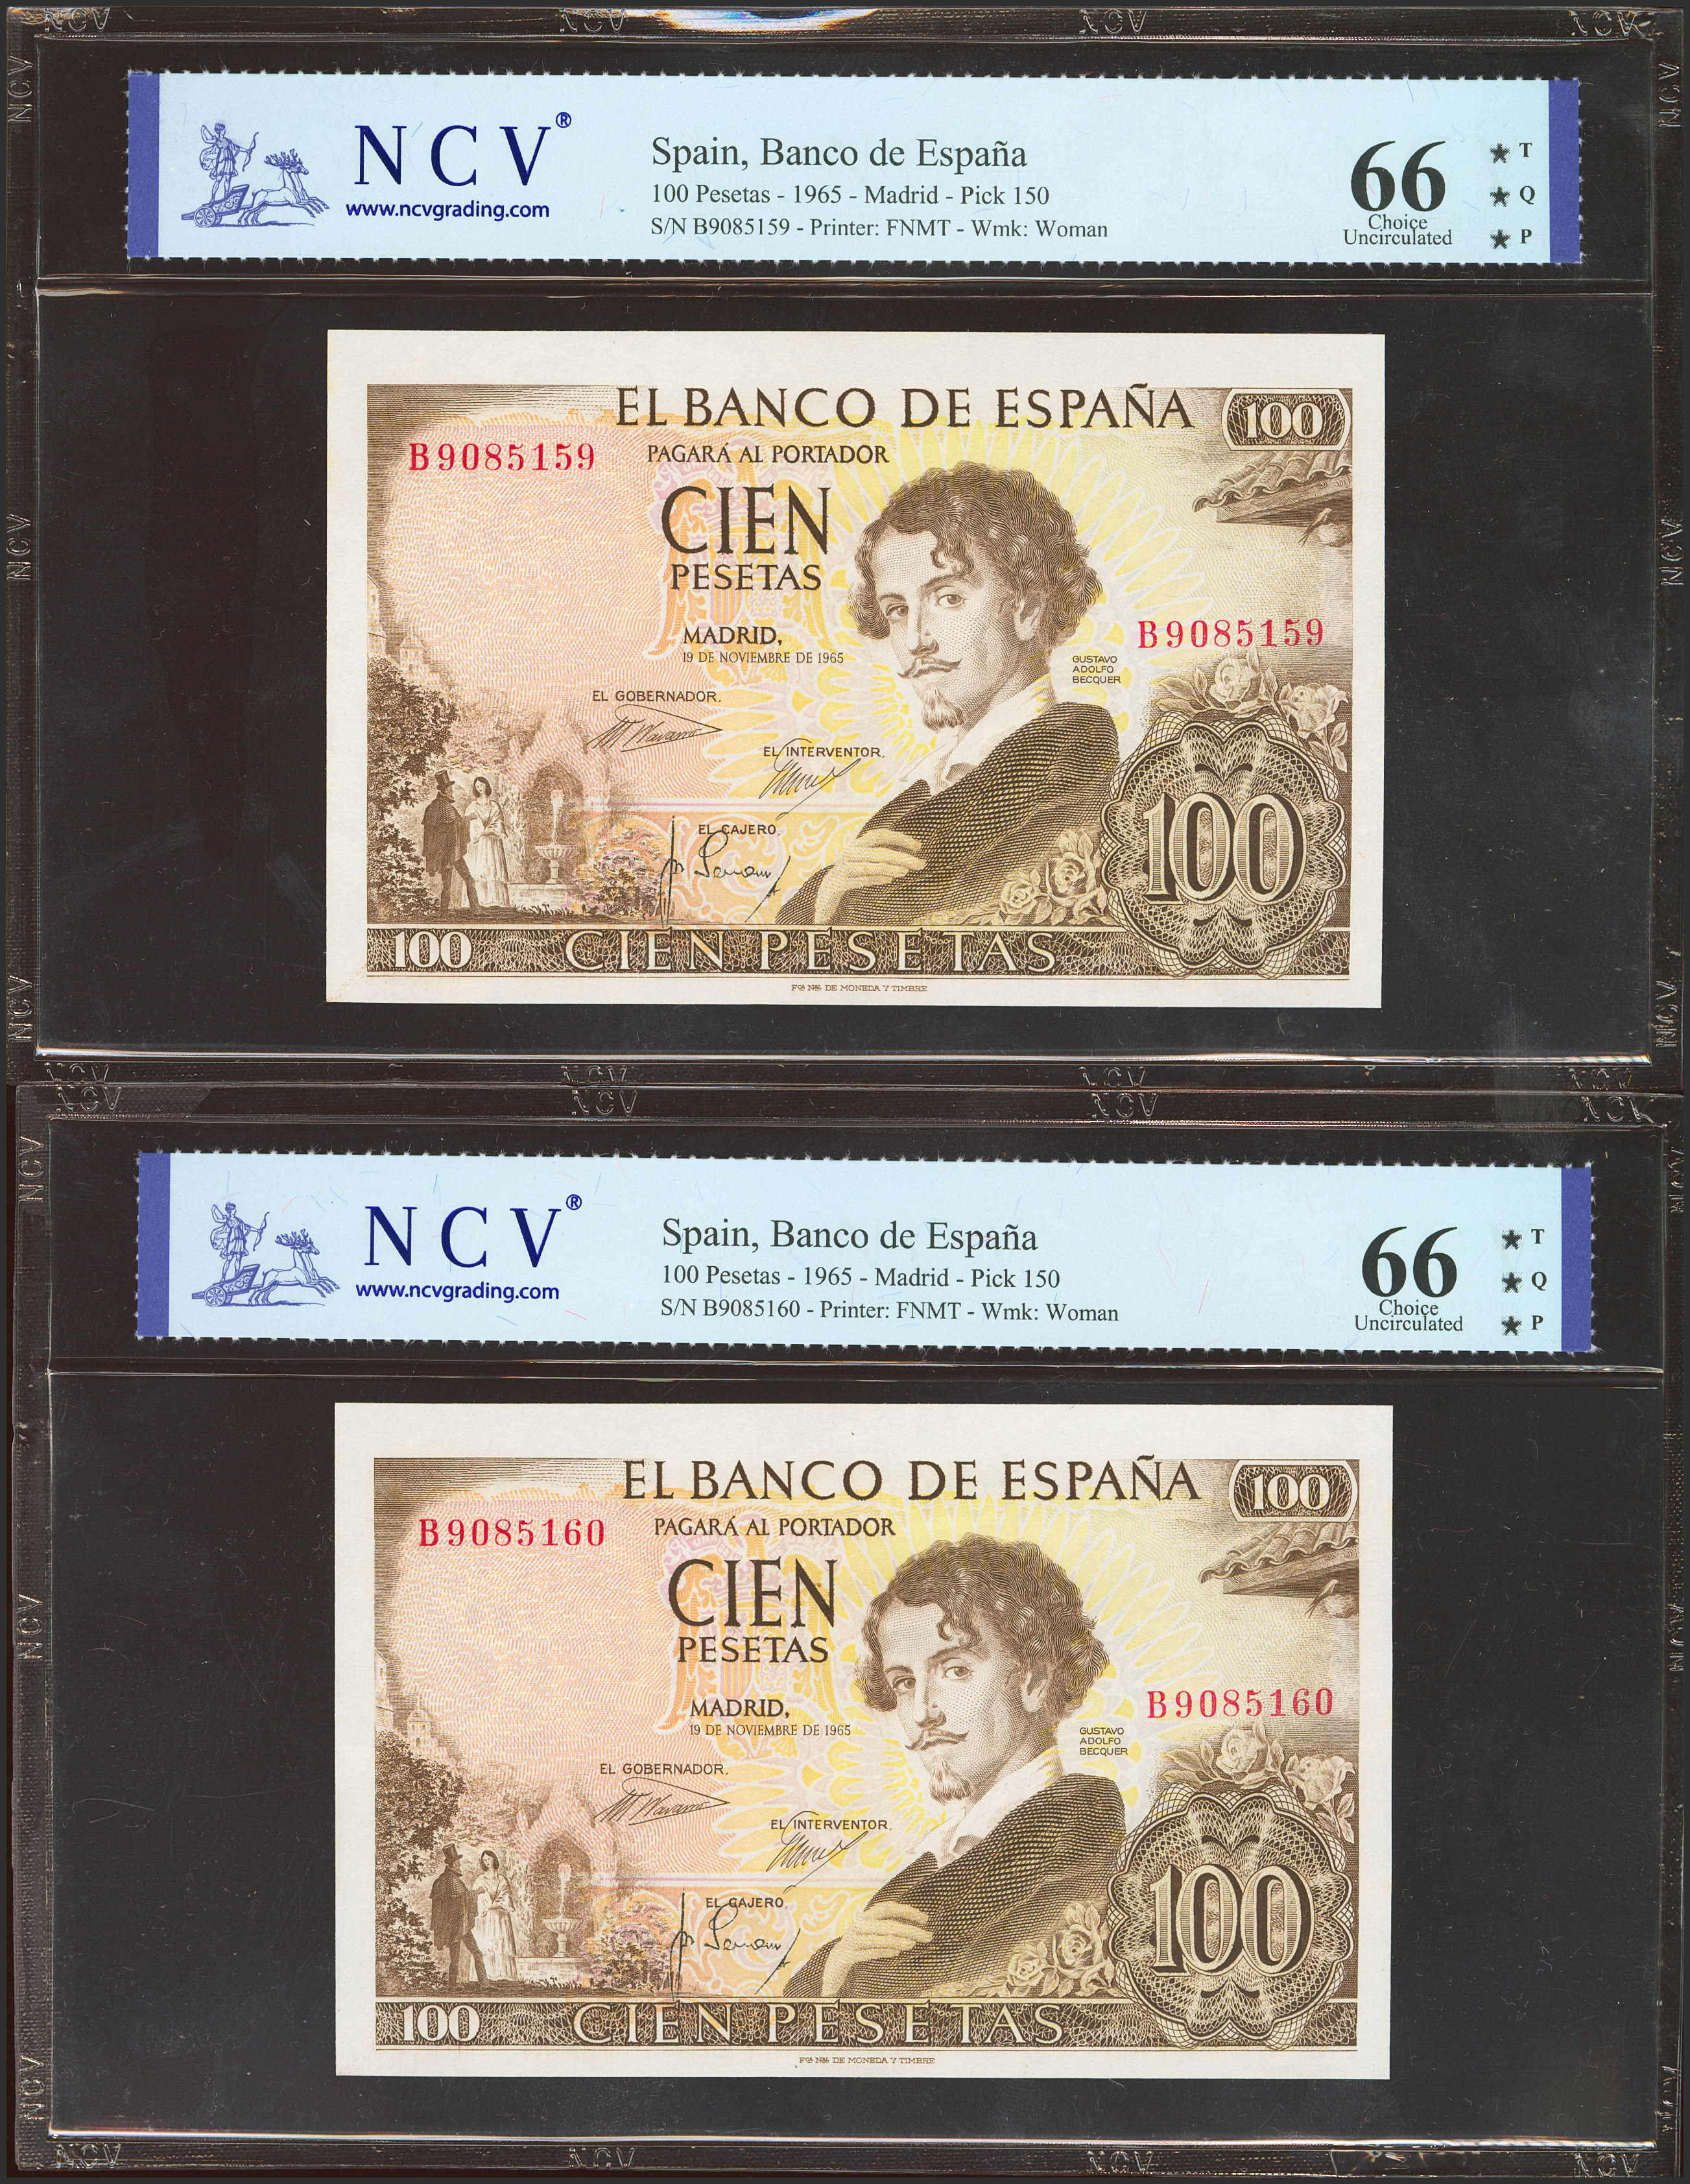 NCV®
www.ncvgrading.com
Spain, Banco de España
100 Pesetas - 1965 - Madrid - Pick 150
S/N B9085159 - Printer: FNMT - Wmk: Woman
66
Choice
Uncirculated
★ T
★ Q
★ P
EL BANCO DE ESPAÑA
100
B9085159
PAGARÁ AL PORTADOR
CIEN
PESETAS
MADRID,
19 DE NOVIEMBRE DE 1965
B9085159
GUSTAVO
ADOLFO
BECQUER
EL GOBERNADOR,
EL INTERVENTOR,
EL CAJERO,
100
100 CIEN PESETAS
DE MONEDA Y TIMBRE
NCV®
www.ncvgrading.com
Spain, Banco de España
100 Pesetas - 1965 - Madrid - Pick 150
S/N B9085160 - Printer: FNMT - Wmk: Woman
66
Choice
Uncirculated
★ T
★ Q
★ P
EL BANCO DE ESPAÑA
100
B9085160
PAGARÁ AL PORTADOR
CIEN
PESETAS
MADRID,
19 DE NOVIEMBRE DE 1965
B9085160
GUSTAVO
ADOLFO
BECQUER
EL GOBERNADOR,
EL INTERVENTOR,
EL CAJERO,
100
100 CIEN PESETAS
DE MONEDA Y TIMBRE